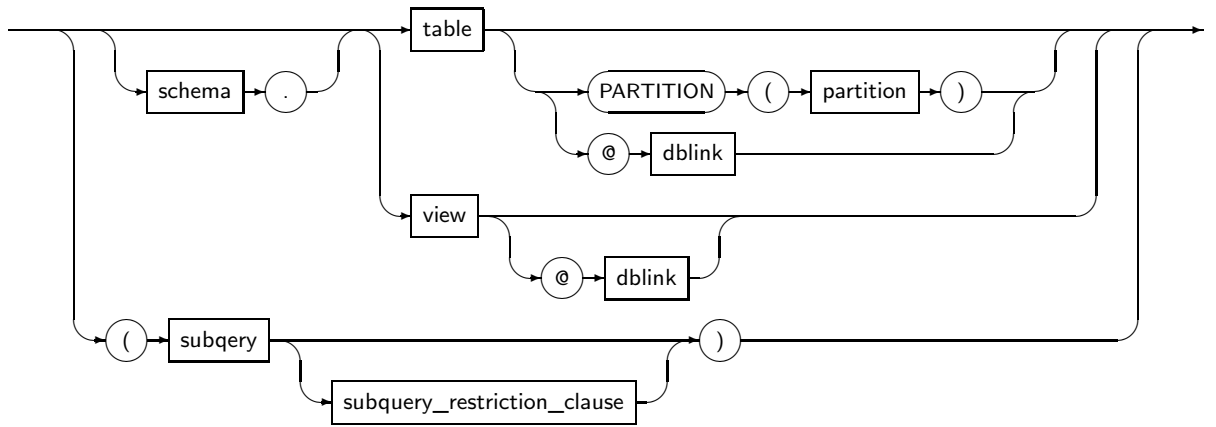 table
schema .
PARTITION ( partition )
@ dblink
view
@ dblink
( subqery )
subquery_restriction_clause